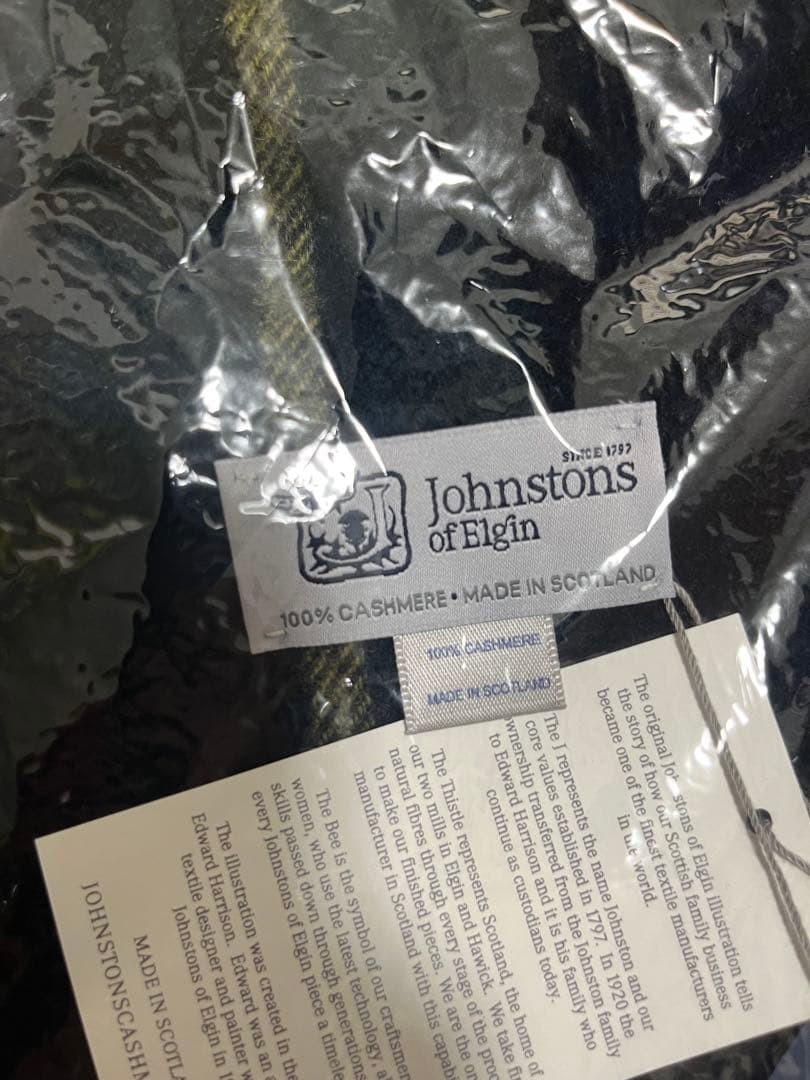 SINCE 1797
Johnstons
of Elgin
100% CASHMERE • MADE IN SCOTLAND
100% CASHMERE
MADE IN SCOTLAND
The original stons of Elgin illustration tells
the story of how our Scottish family business
became one of the finest textile manufacturers
in world.
The J represents the name Johnston and our
core values established in 1797. In 1920 the
wnership transferred from the Johnston family
to Edward Harrison and it is his family who
continue as custodians today.
The Thistle represents Scotland, the home of
our two mills in Elgin and Hawick. We take
natural fibres through every stage of the proc
to make our finished pieces. We are the
manufacturer in Scotland with this capabi
The Bee is the symbol of our craftsmen
women, who use the latest technology,
skills passed down through generations
every Johnstons of Elgin piece a timele
The illustration was created in the
Edward Harrison. Edward was an
textile designer and painter
Johnstons of Elgin in
MADE IN SCOTLA
JOHNSTONSCASHM